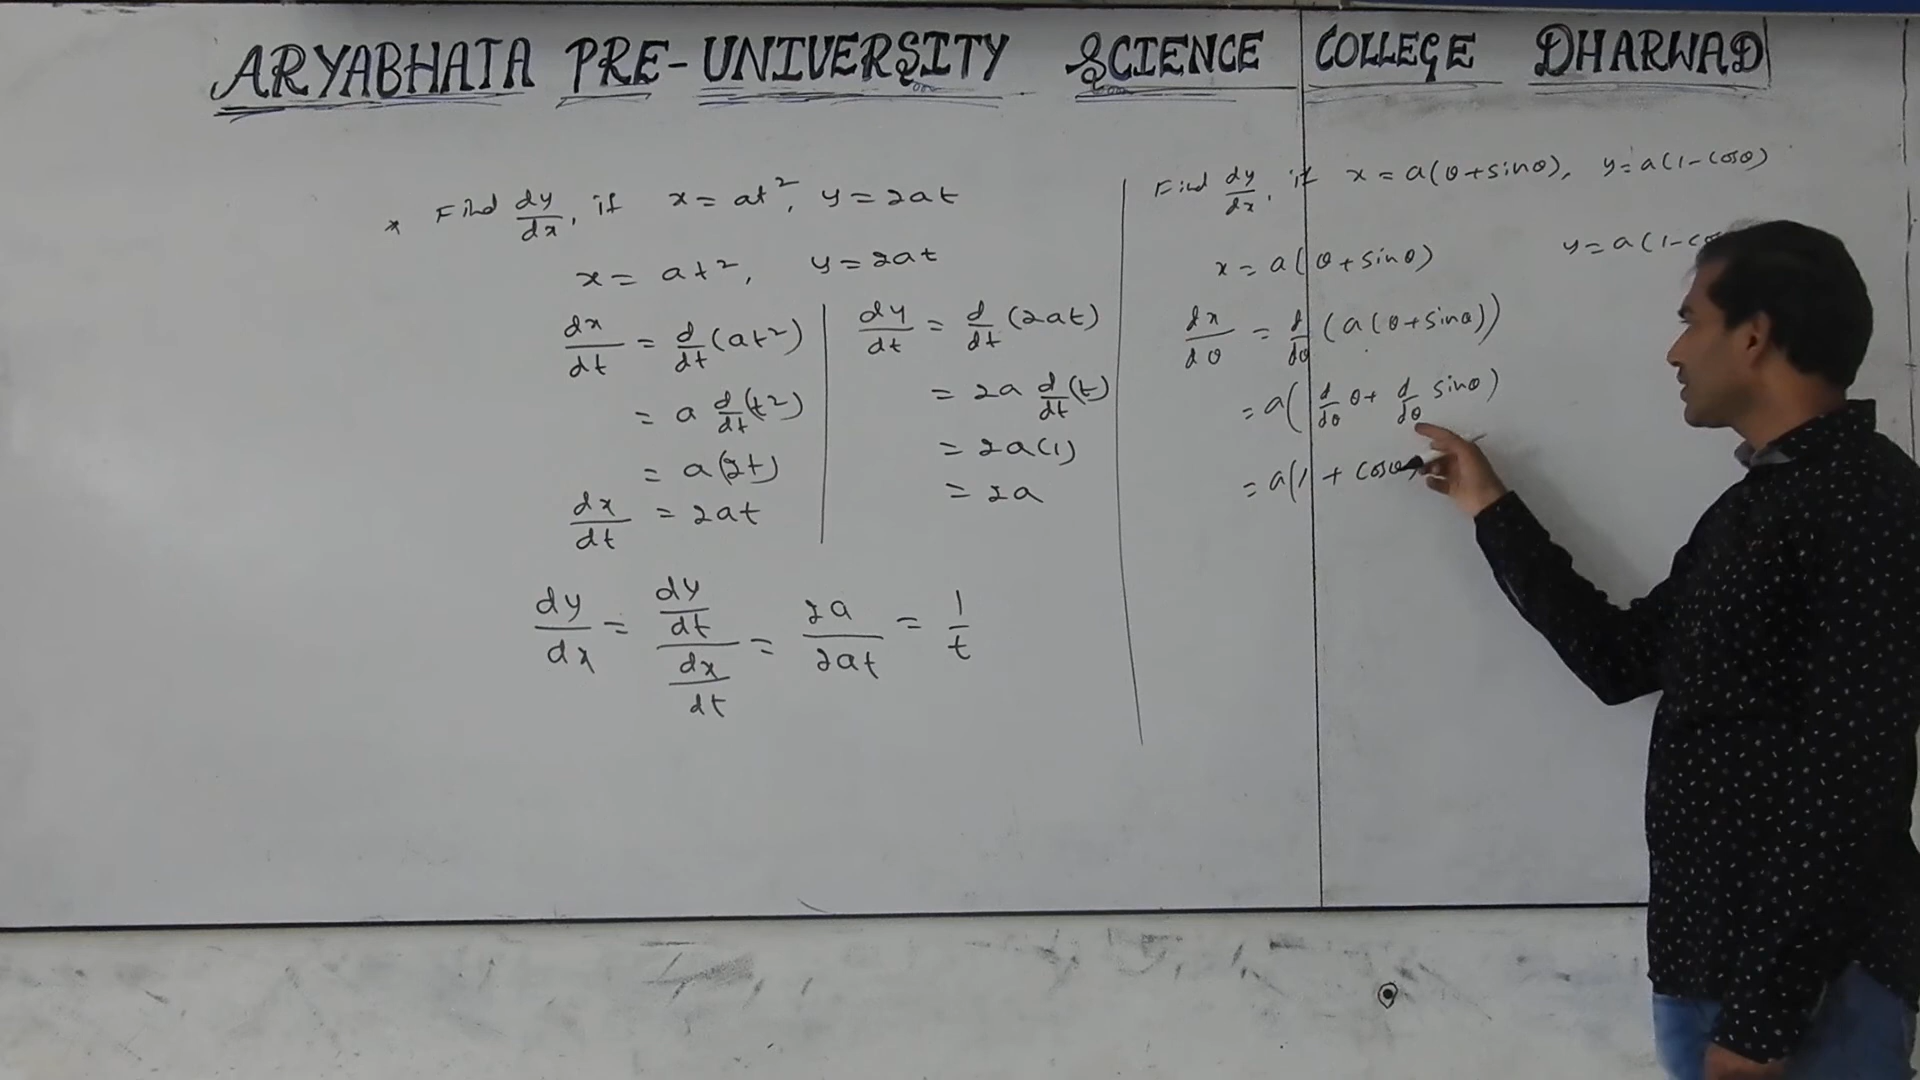 ARYABHATA PRE-UNIVERSITY SCIENCE COLLEGE DHARWAD
* Find dy/dx, if x = at², y = 2at
x = at², y = 2at
dx/dt = d/dt (at²)
= a d/dt (t²)
= a(2t)
dx/dt = 2at
dy/dt = d/dt (2at)
= 2a d/dt (t)
= 2a(1)
= 2a
dy/dx = (dy/dt)/(dx/dt) = 2a/2at = 1/t
Find dy/dx, if x = a(θ+sinθ), y = a(1-cosθ)
x = a(θ+sinθ)
y = a(1-cos
dx/dθ = d/dθ (a(θ+sinθ))
= a(d/dθ θ + d/dθ sinθ)
= a(1 + cosθ